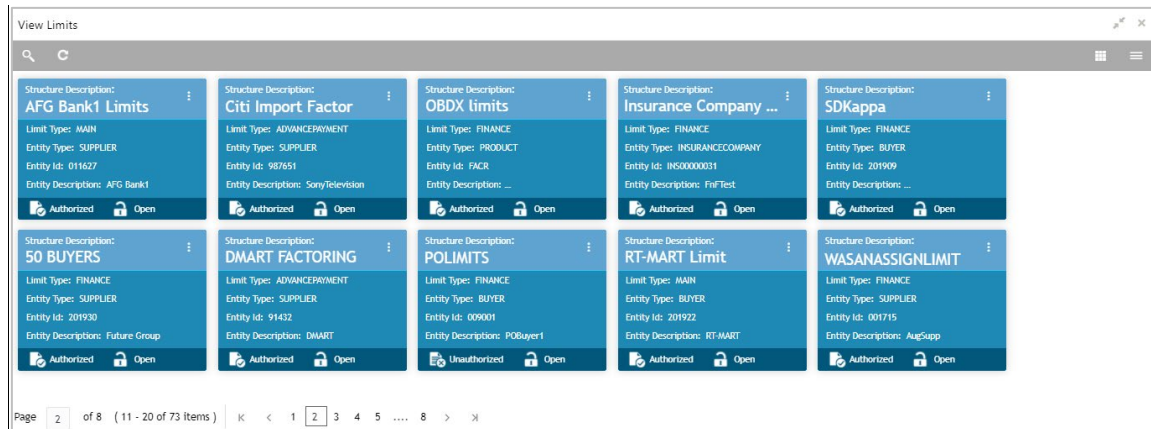 View Limits
Structure Description:
AFG Bank1 Limits
Limit Type: MAIN
Entity Type: SUPPLIER
Entity Id: 011627
Entity Description: AFG Bank1
Authorized Open
Structure Description:
Citi Import Factor
Limit Type: ADVANCEPAYMENT
Entity Type: SUPPLIER
Entity Id: 987651
Entity Description: SonyTelevision
Authorized Open
Structure Description:
OBDX limits
Limit Type: FINANCE
Entity Type: PRODUCT
Entity Id: FACR
Entity Description: ...
Authorized Open
Structure Description:
Insurance Company ...
Limit Type: FINANCE
Entity Type: INSURANCECOMPANY
Entity Id: INS00000031
Entity Description: FnFTest
Authorized Open
Structure Description:
SDKappa
Limit Type: FINANCE
Entity Type: BUYER
Entity Id: 201909
Entity Description: ...
Authorized Open
Structure Description:
50 BUYERS
Limit Type: FINANCE
Entity Type: SUPPLIER
Entity Id: 201930
Entity Description: Future Group
Authorized Open
Structure Description:
DMART FACTORING
Limit Type: ADVANCEPAYMENT
Entity Type: SUPPLIER
Entity Id: 91432
Entity Description: DMART
Authorized Open
Structure Description:
POLIMITS
Limit Type: FINANCE
Entity Type: BUYER
Entity Id: 009001
Entity Description: POBuyer1
Unauthorized Open
Structure Description:
RT-MART Limit
Limit Type: MAIN
Entity Type: BUYER
Entity Id: 201922
Entity Description: RT-MART
Authorized Open
Structure Description:
WASANASSIGNLIMIT
Limit Type: FINANCE
Entity Type: SUPPLIER
Entity Id: 001715
Entity Description: AugSupp
Authorized Open
Page 2 of 8 ( 11 - 20 of 73 items ) 1 2 3 4 5 .... 8